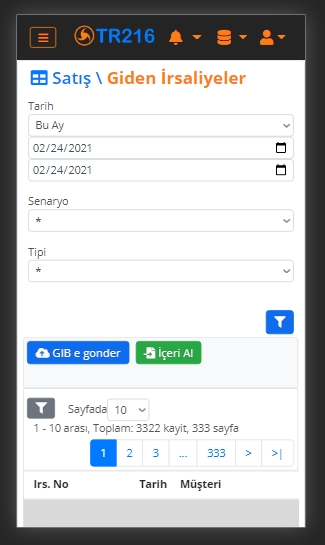 TR216
Satış \ Giden İrsaliyeler
Tarih
Bu Ay
02/24/2021
02/24/2021
Senaryo
*
Tipi
*
GIB e gonder İçeri Al
Sayfada 10
1 - 10 arası, Toplam: 3322 kayit, 333 sayfa
1 2 3 ... 333 > >|
Irs. No Tarih Müşteri